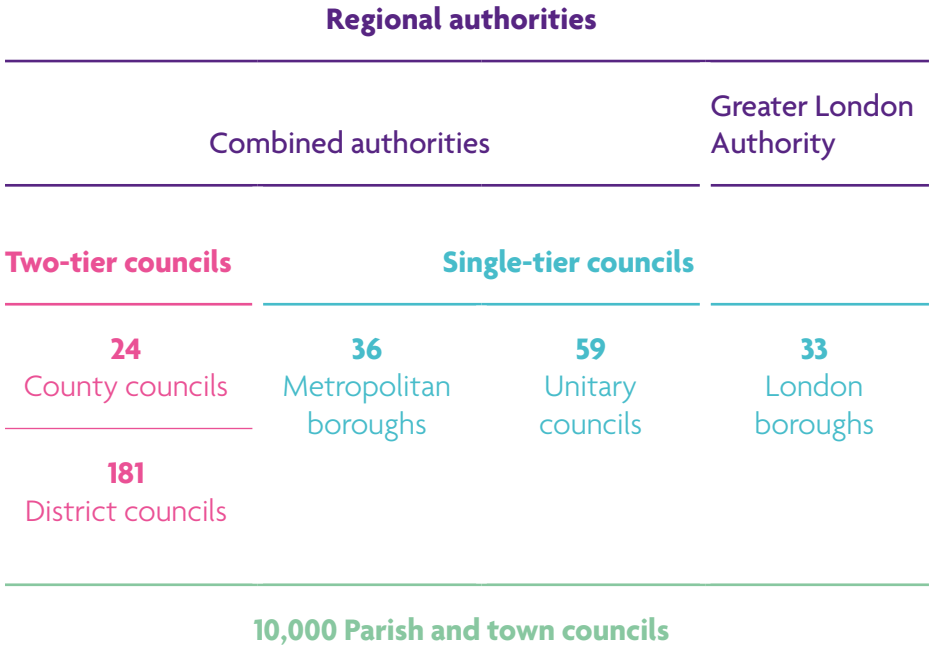 Regional authorities
Combined authorities
Greater London
Authority
Two-tier councils
Single-tier councils
24
County councils
181
District councils
36
Metropolitan
boroughs
59
Unitary
councils
33
London
boroughs
10,000 Parish and town councils